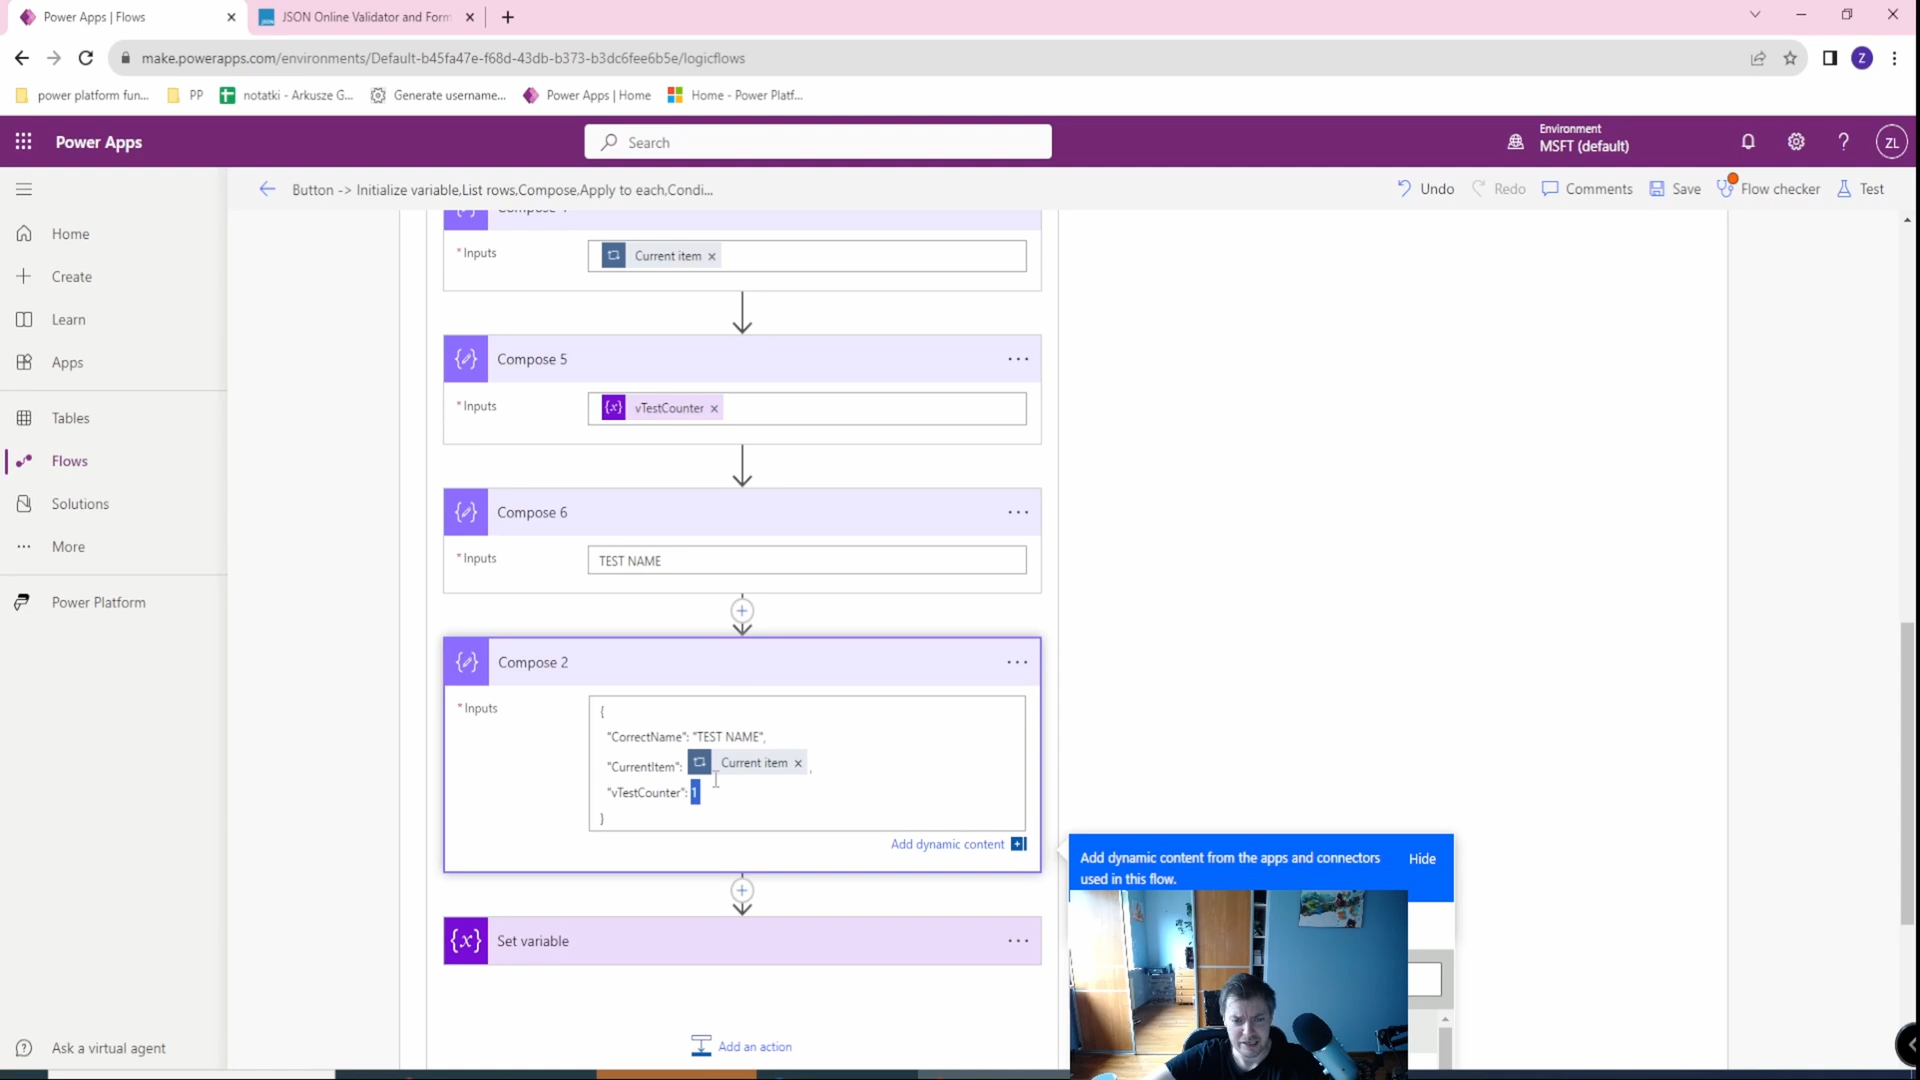 Power Apps | Flows
JSON Online Validator and Form
make.powerapps.com/environments/Default-b45fa47e-f68d-43db-b373-b3dc6fee6b5e/logicflows
Z
power platform fun...
PP
notatki - Arkusze G...
Generate username...
Power Apps | Home
Home - Power Platf...
Power Apps
Search
Environment
MSFT (default)
ZL
Button -> Initialize variable,List rows,Compose,Apply to each,Condi...
Undo
Redo
Comments
Save
Flow checker
Test
Home
Create
Learn
Apps
Tables
Flows
Solutions
More
Power Platform
Ask a virtual agent
* Inputs
Current item
Compose 5
* Inputs
{x} vTestCounter
Compose 6
* Inputs
TEST NAME
Compose 2
* Inputs
{
"CorrectName": "TEST NAME",
"CurrentItem": Current item ,
"vTestCounter": 1
}
Add dynamic content
{x} Set variable
Add an action
Add dynamic content from the apps and connectors
used in this flow.
Hide